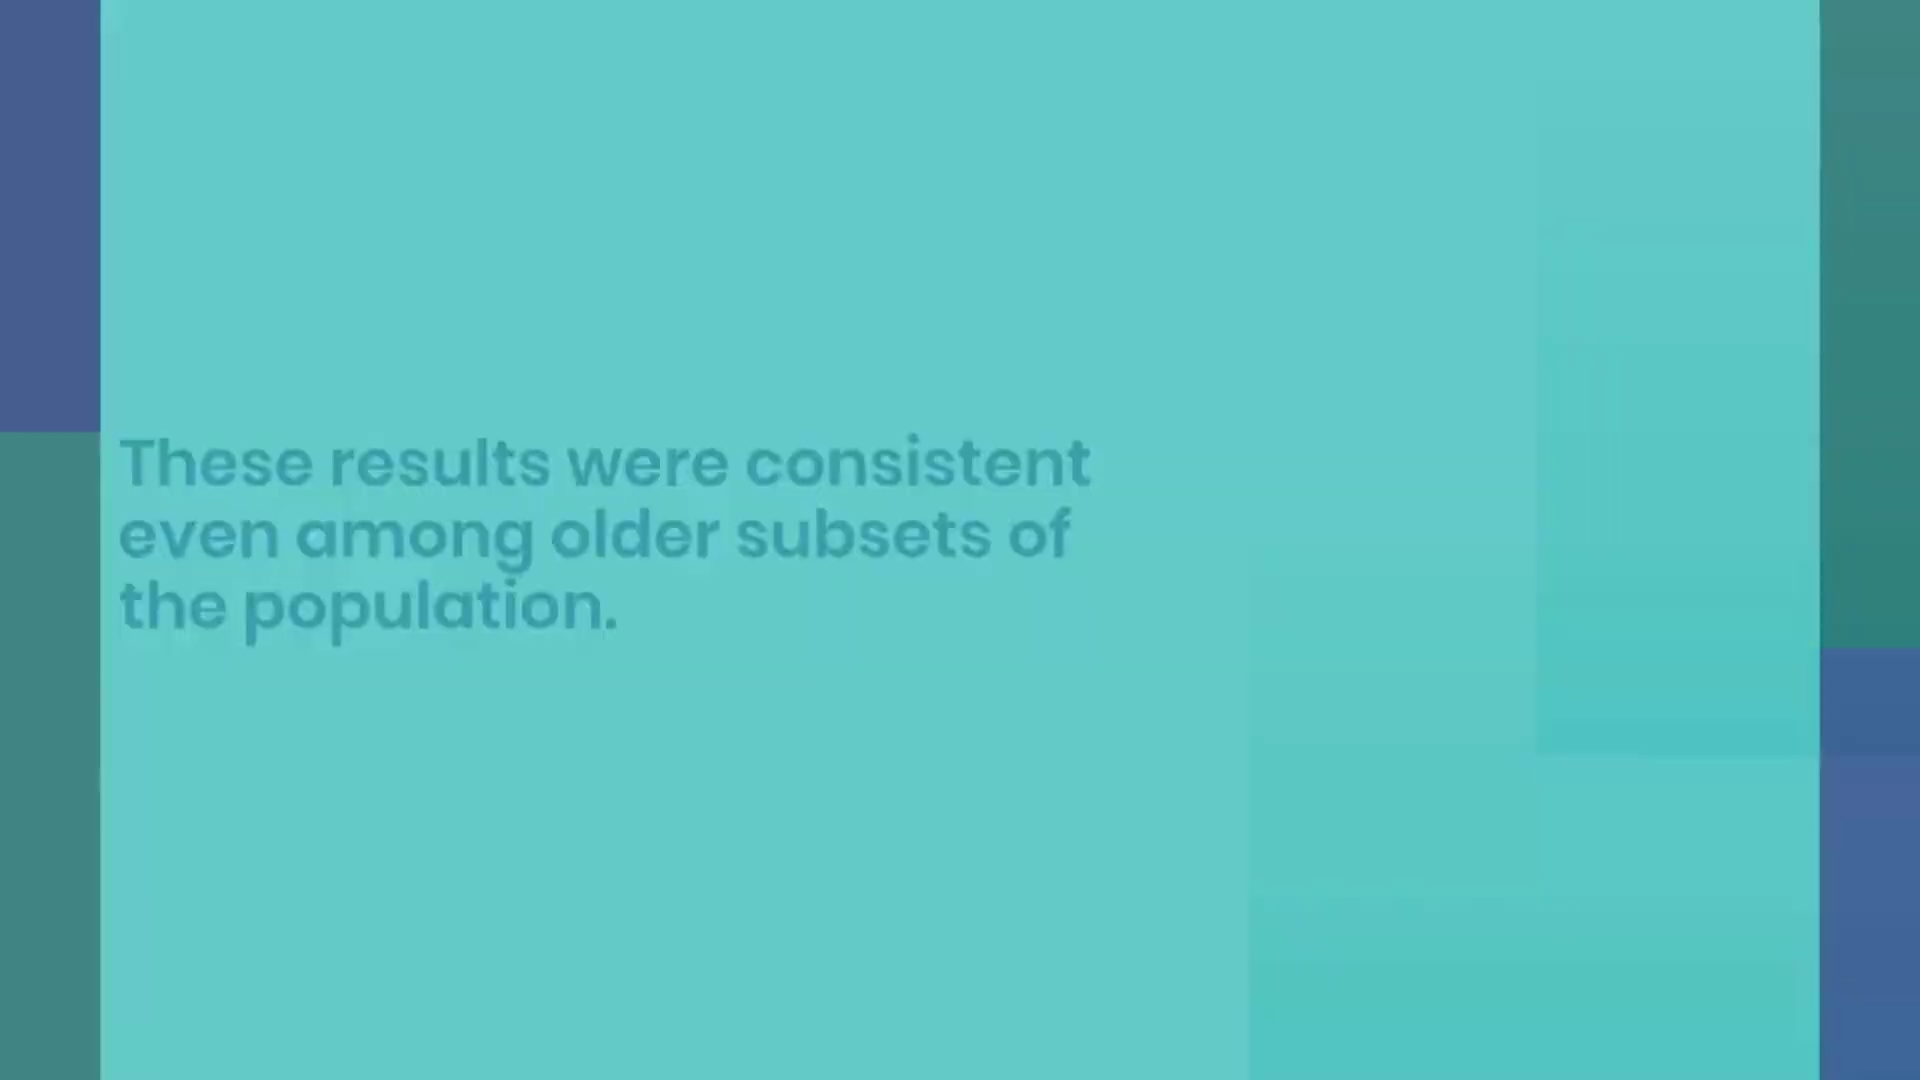 These results were consistent
even among older subsets of
the population.